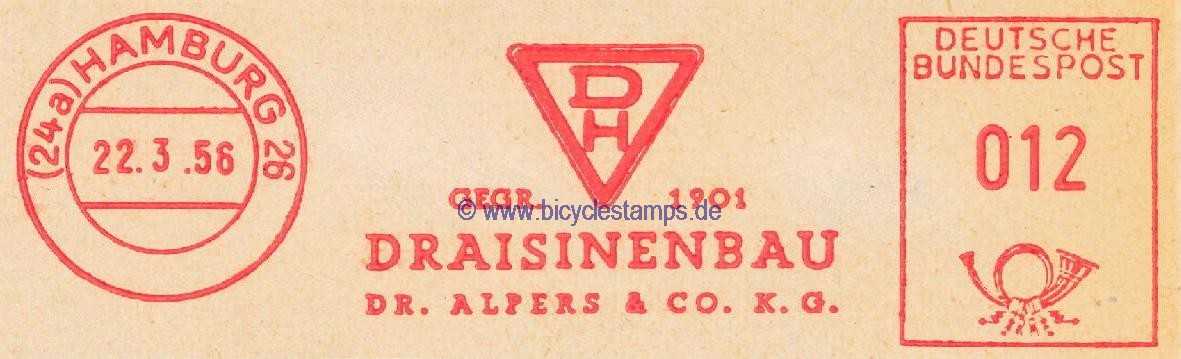 (24a) HAMBURG 26
22.3.56
D
H
GEGR. 1901
© www.bicyclestamps.de
DRAISINENBAU
DR. ALPERS & CO. K. G.
DEUTSCHE
BUNDESPOST
012